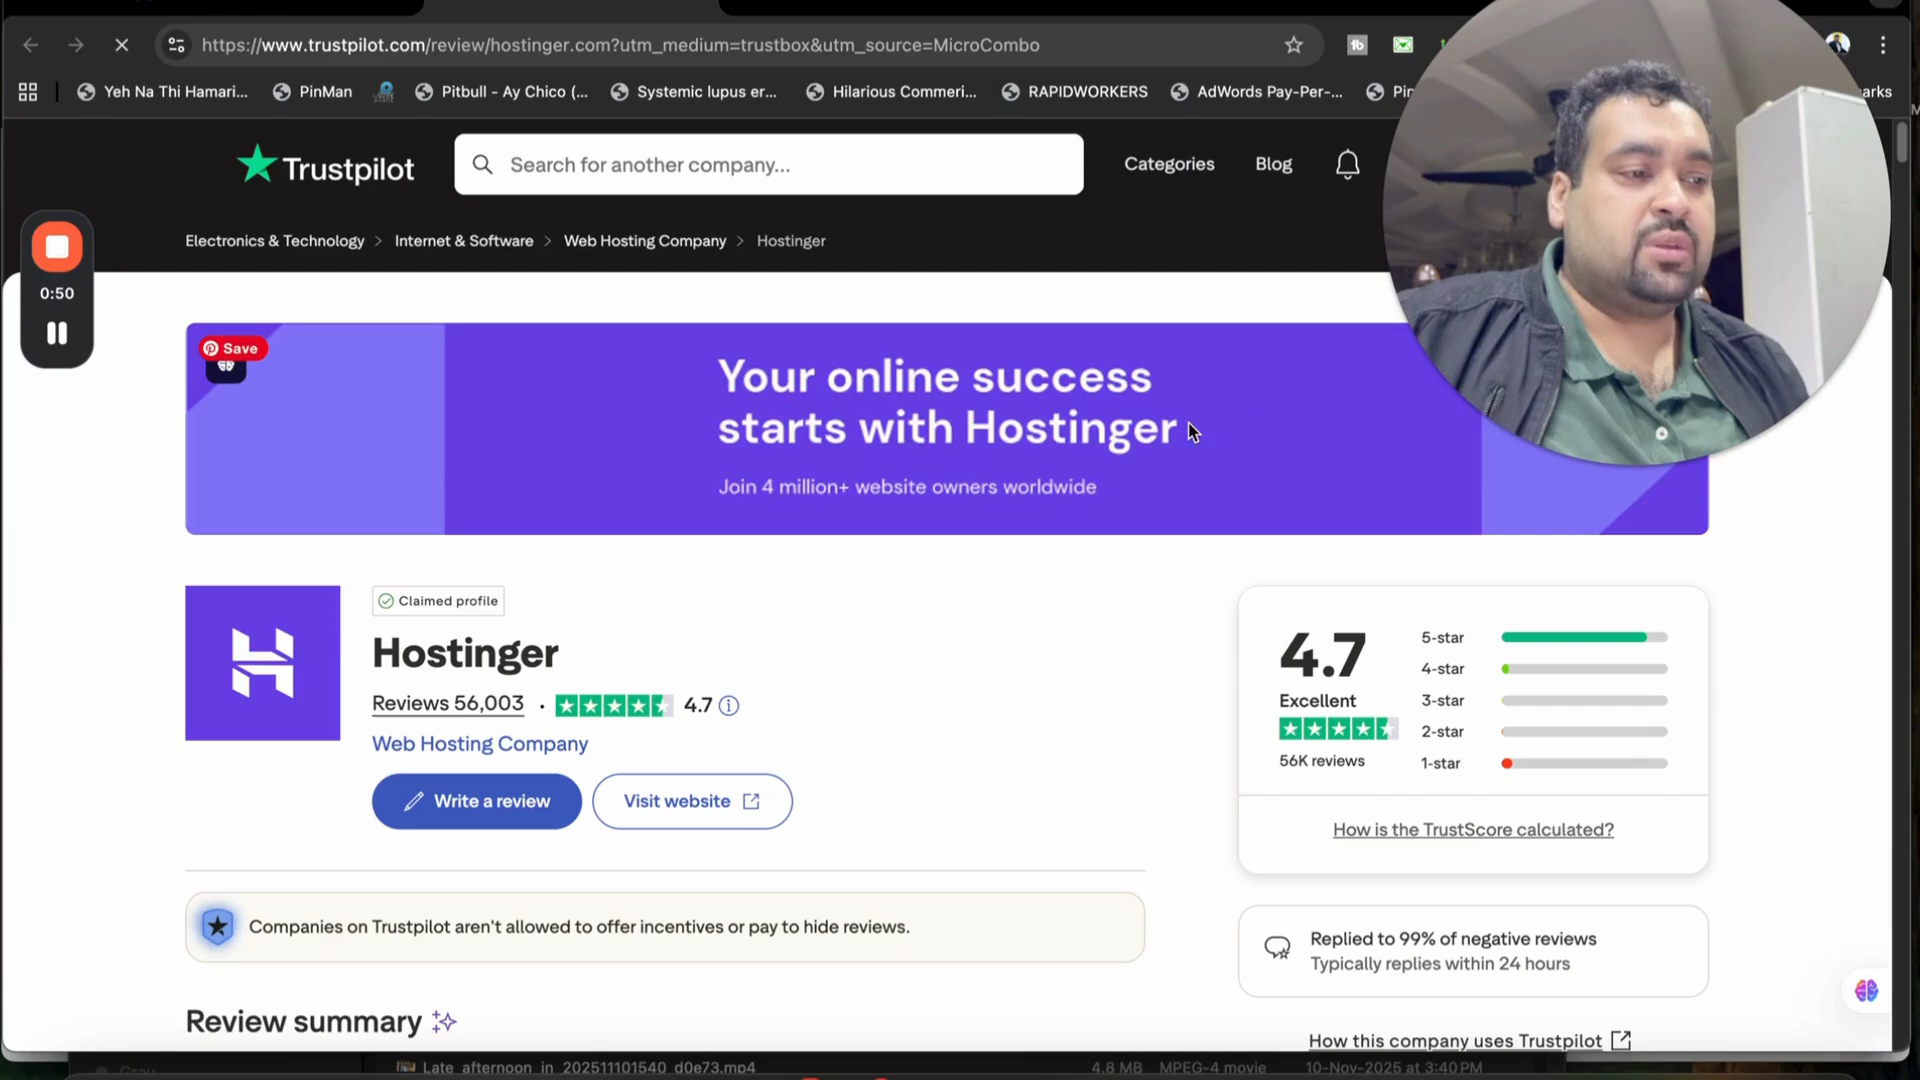 https://www.trustpilot.com/review/hostinger.com?utm_medium=trustbox&utm_source=MicroCombo
Yeh Na Thi Hamari... PinMan Pitbull - Ay Chico (... Systemic lupus er... Hilarious Commeri... RAPIDWORKERS AdWords Pay-Per-...
Trustpilot
Search for another company...
Categories Blog
Electronics & Technology > Internet & Software > Web Hosting Company > Hostinger
0:50
Save
Your online success
starts with Hostinger
Join 4 million+ website owners worldwide
Claimed profile
Hostinger
Reviews 56,003 · 4.7
Web Hosting Company
Write a review Visit website
4.7
Excellent
56K reviews
5-star
4-star
3-star
2-star
1-star
How is the TrustScore calculated?
Companies on Trustpilot aren't allowed to offer incentives or pay to hide reviews.
Replied to 99% of negative reviews
Typically replies within 24 hours
Review summary
How this company uses Trustpilot
Gray
Late_afternoon_in_202511101540_d0e73.mp4 4.8 MB MPEG-4 movie 10-Nov-2025 at 3:40 PM